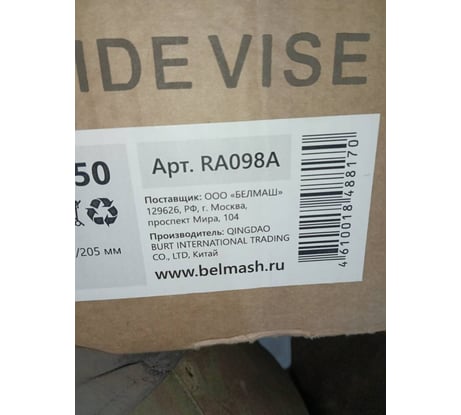 IDE VISE
50
Арт. RA098A
Поставщик: ООО «БЕЛМАШ»
129626, РФ, г. Москва,
проспект Мира, 104
Производитель: QINGDAO
BURT INTERNATIONAL TRADING
CO., LTD. Китай
/205 мм
www.belmash.ru
4610018488170